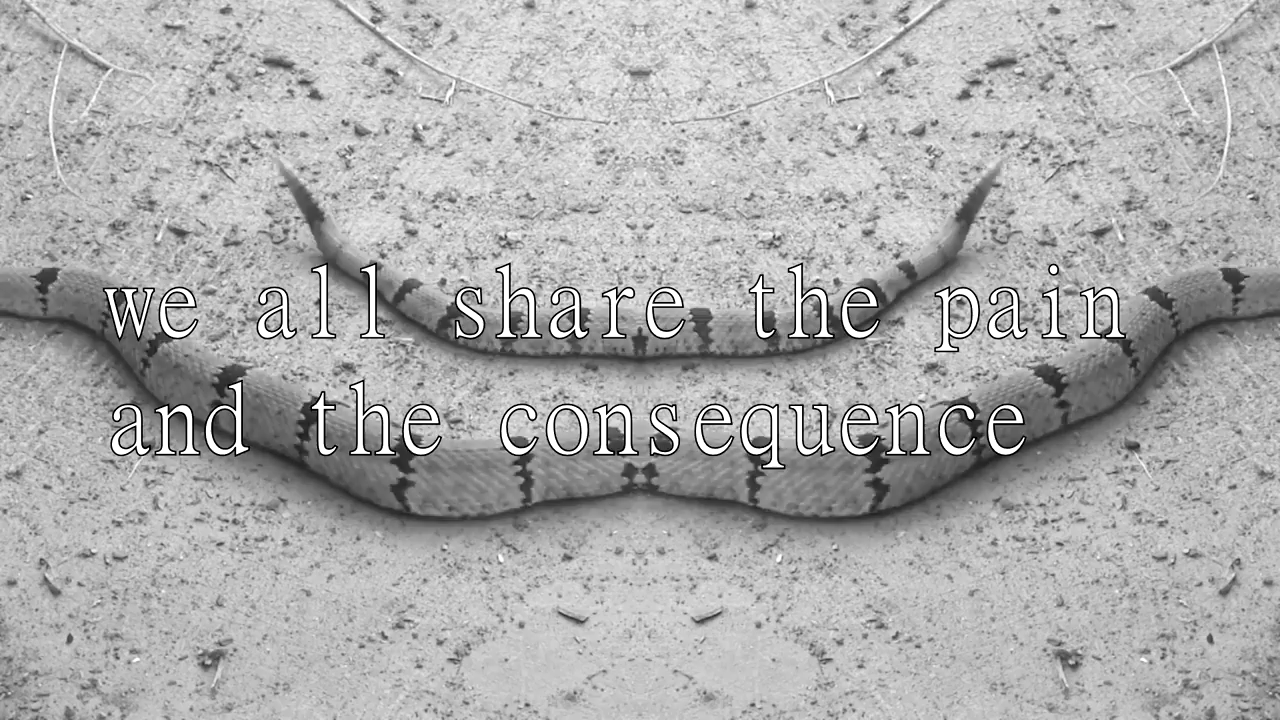 we all share the pain
and the consequence